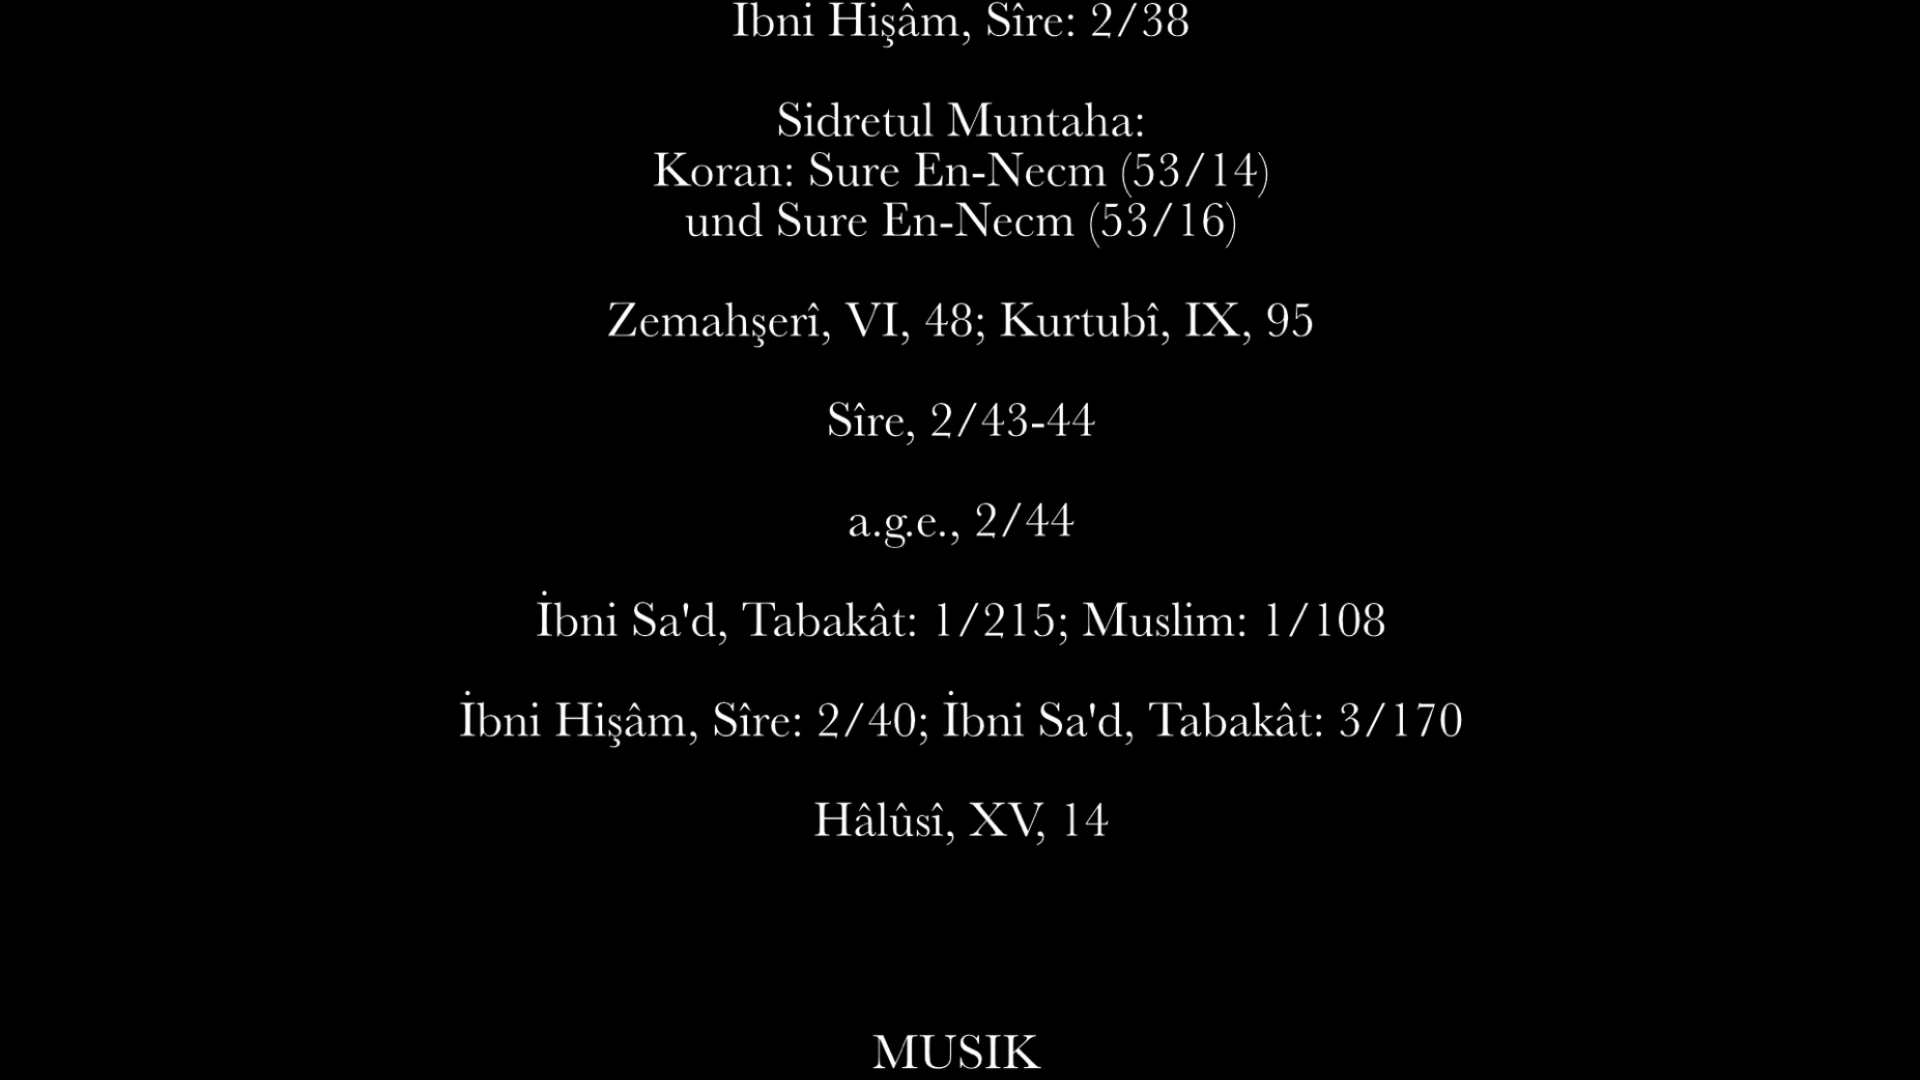 İbni Hişâm, Sîre: 2/38
Sidretul Muntaha:
Koran: Sure En-Necm (53/14)
und Sure En-Necm (53/16)
Zemahşerî, VI, 48; Kurtubî, IX, 95
Sîre, 2/43-44
a.g.e., 2/44
İbni Sa'd, Tabakât: 1/215; Muslim: 1/108
İbni Hişâm, Sîre: 2/40; İbni Sa'd, Tabakât: 3/170
Hâlûsî, XV, 14
MUSIK